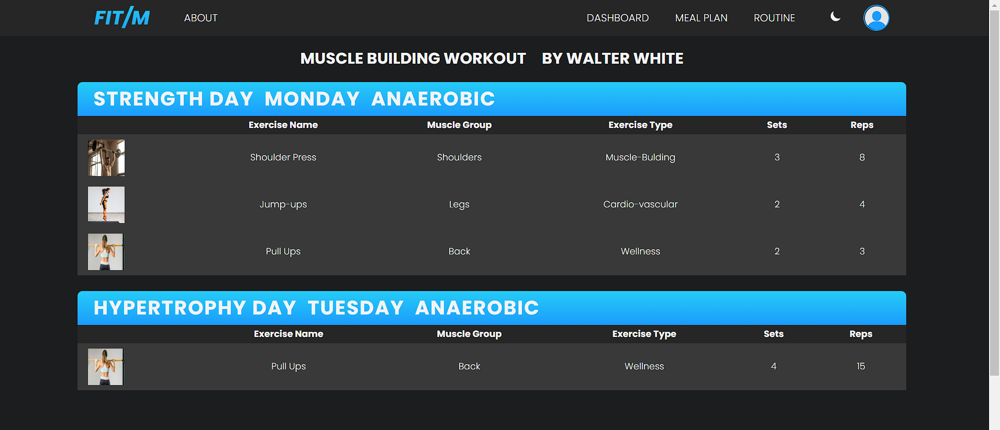 FIT/M ABOUT DASHBOARD MEAL PLAN ROUTINE
MUSCLE BUILDING WORKOUT BY WALTER WHITE
STRENGTH DAY MONDAY ANAEROBIC
Exercise Name Muscle Group Exercise Type Sets Reps
Shoulder Press Shoulders Muscle-Bulding 3 8
Jump-ups Legs Cardio-vascular 2 4
Pull Ups Back Wellness 2 3
HYPERTROPHY DAY TUESDAY ANAEROBIC
Exercise Name Muscle Group Exercise Type Sets Reps
Pull Ups Back Wellness 4 15